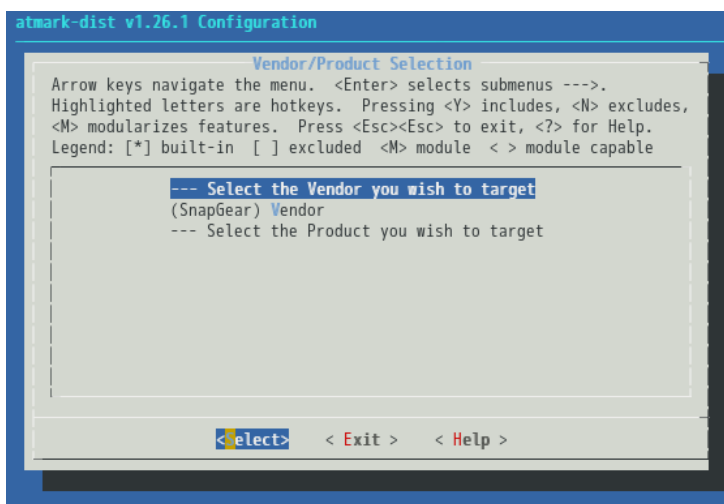 atmark-dist v1.26.1 Configuration
Vendor/Product Selection
Arrow keys navigate the menu. <Enter> selects submenus --->.
Highlighted letters are hotkeys. Pressing <Y> includes, <N> excludes,
<M> modularizes features. Press <Esc><Esc> to exit, <?> for Help.
Legend: [*] built-in [ ] excluded <M> module < > module capable
--- Select the Vendor you wish to target
(SnapGear) Vendor
--- Select the Product you wish to target
<Select> < Exit > < Help >